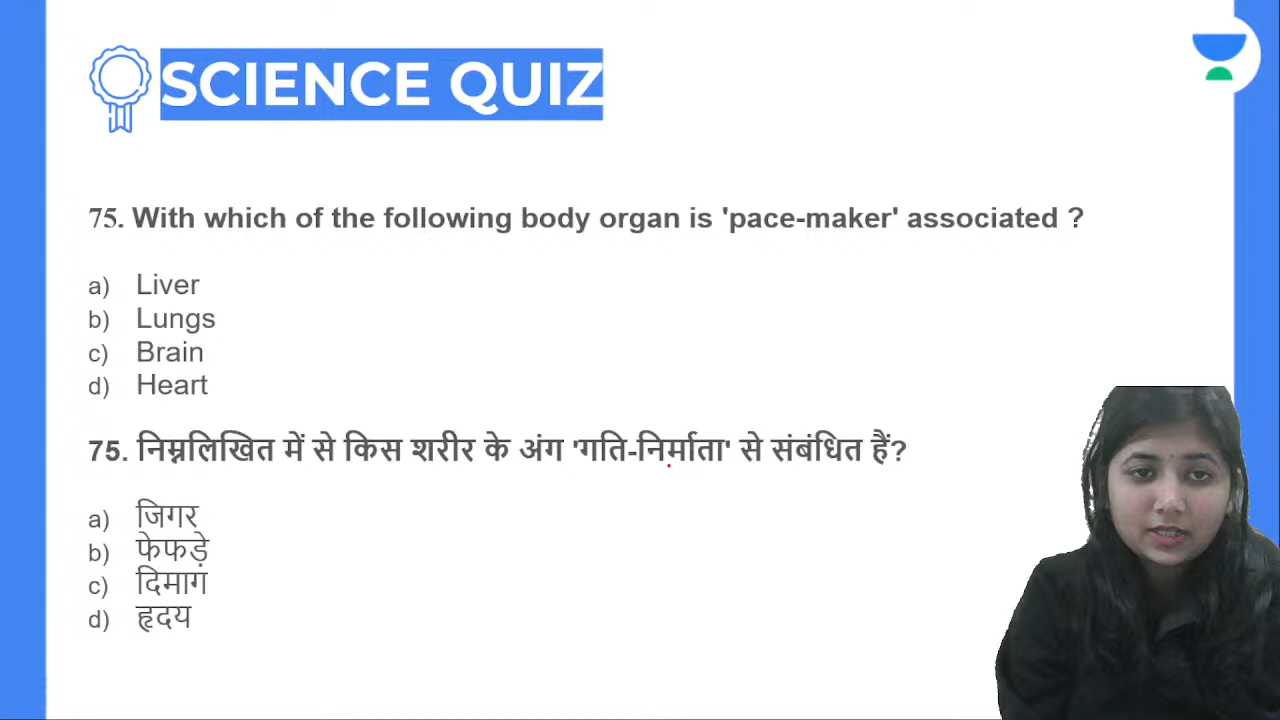 SCIENCE QUIZ
75. With which of the following body organ is 'pace-maker' associated ?
a) Liver
b) Lungs
c) Brain
d) Heart
75. निम्नलिखित में से किस शरीर के अंग 'गति-निर्माता' से संबंधित हैं?
a) जिगर
b) फेफड़े
c) दिमाग
d) हृदय